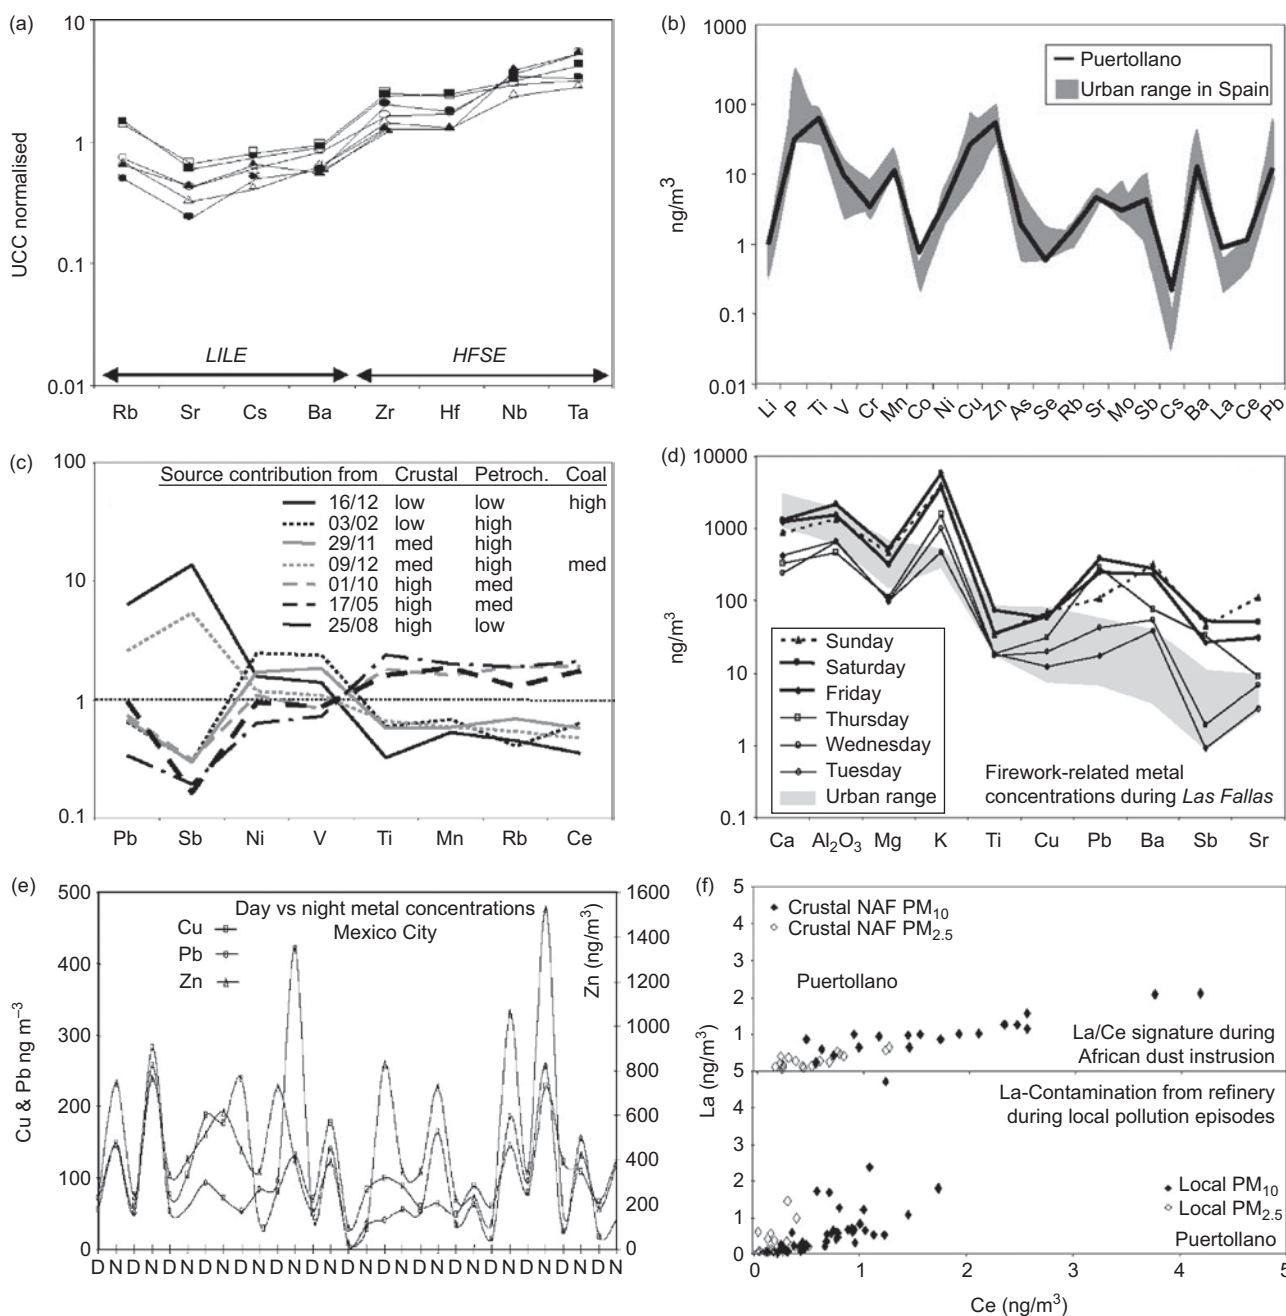 (a)
10
1
0.1
0.01
UCC normalised
LILE
HFSE
Rb Sr Cs Ba Zr Hf Nb Ta
(b)
1000
100
10
1
0.1
0.01
ng/m³
Puertollano
Urban range in Spain
Li P Ti V Cr Mn Co Ni Cu Zn As Se Rb Sr Mo Sb Cs Ba La Ce Pb
(c)
100
10
1
0.1
Source contribution from Crustal Petroch. Coal
16/12 low low high
03/02 low high
29/11 med high
09/12 med high med
01/10 high med
17/05 high med
25/08 high low
Pb Sb Ni V Ti Mn Rb Ce
(d)
10000
1000
100
10
1
0.1
ng/m³
Sunday
Saturday
Friday
Thursday
Wednesday
Tuesday
Urban range
Firework-related metal
concentrations during Las Fallas
Ca Al₂O₃ Mg K Ti Cu Pb Ba Sb Sr
(e)
500
400
300
200
100
0
Cu & Pb ng m⁻³
Day vs night metal concentrations
Mexico City
Cu
Pb
Zn
1600
1400
1200
1000
800
600
400
200
0
Zn (ng/m³)
D N D N D N D N D N D N D N D N D N D N D N D N D N D N D N
(f)
5
4
3
2
1
5
4
3
2
1
0
La (ng/m³)
Crustal NAF PM₁₀
Crustal NAF PM₂.₅
Puertollano
La/Ce signature during
African dust instrusion
La-Contamination from refinery
during local pollution episodes
Local PM₁₀
Local PM₂.₅
Puertollano
0 1 2 3 4 5
Ce (ng/m³)